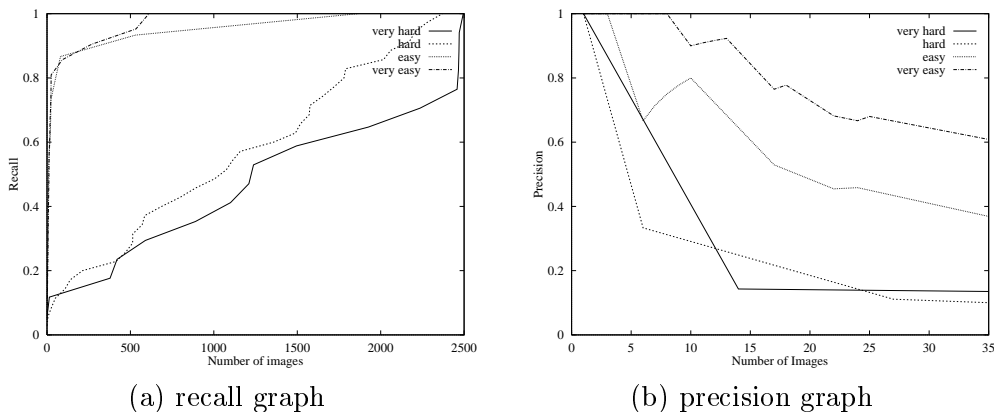 1
0.8
0.6
0.4
0.2
0
Recall
0 500 1000 1500 2000 2500
Number of images
very hard
hard
easy
very easy
(a) recall graph
1
0.8
0.6
0.4
0.2
0
Precision
0 5 10 15 20 25 30 35
Number of Images
very hard
hard
easy
very easy
(b) precision graph